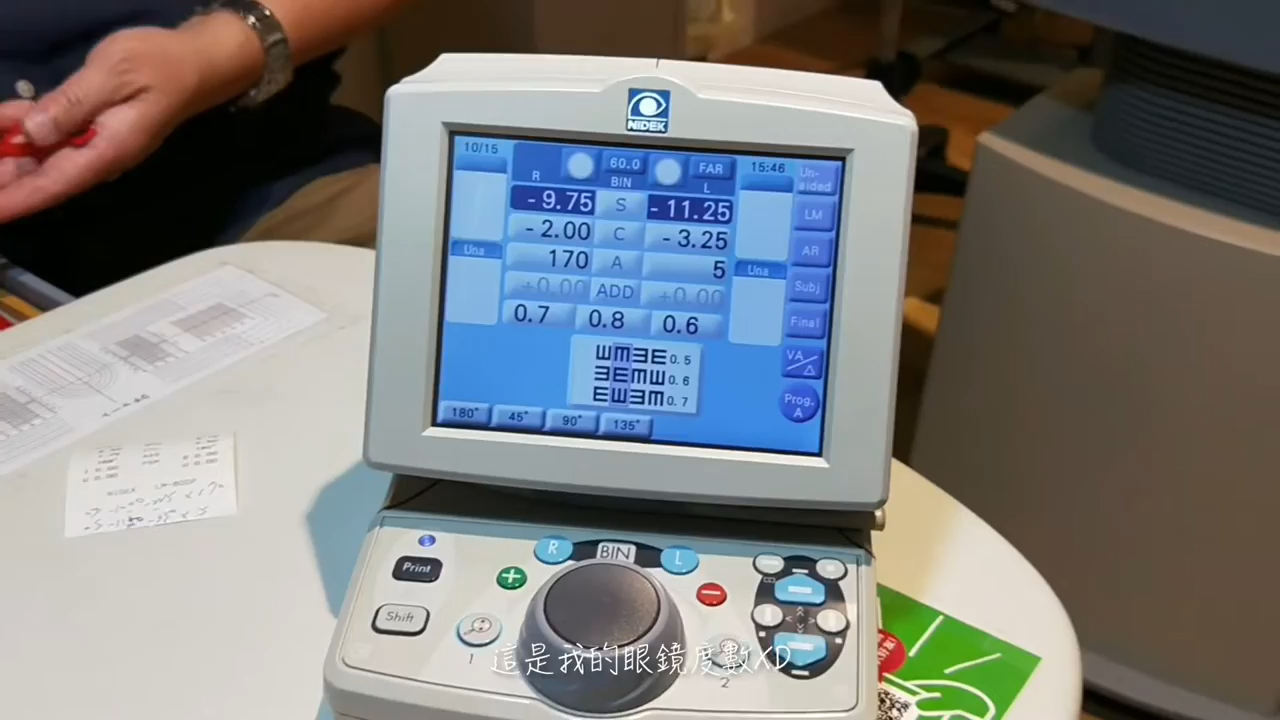 NIDEK
10/15
60.0
FAR
15:46
Un-aided
R
BIN
L
- 9.75 S - 11.25
LM
- 2.00 C - 3.25
170 A 5
AR
Una
Una
+0.00 ADD +0.00
Subj
0.7 0.8 0.6
Final
0.5
0.6
0.7
VA
Prog. A
180° 45° 90° 135°
R BIN L
Print
Shift
1
2
這是我的眼鏡度數XD